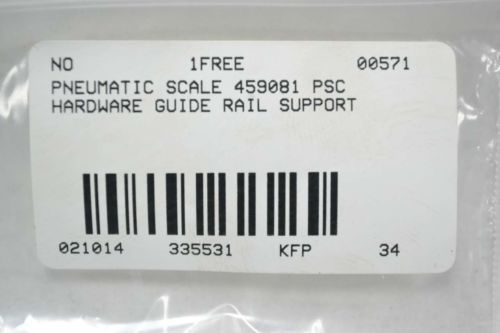 NO 1FREE 00571
PNEUMATIC SCALE 459081 PSC
HARDWARE GUIDE RAIL SUPPORT
021014 335531 KFP 34